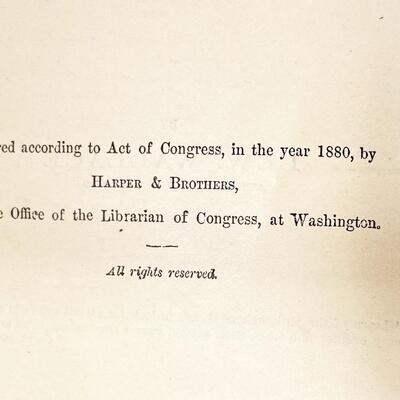 red according to Act of Congress, in the year 1880, by
HARPER & BROTHERS,
e Office of the Librarian of Congress, at Washington.
All rights reserved.